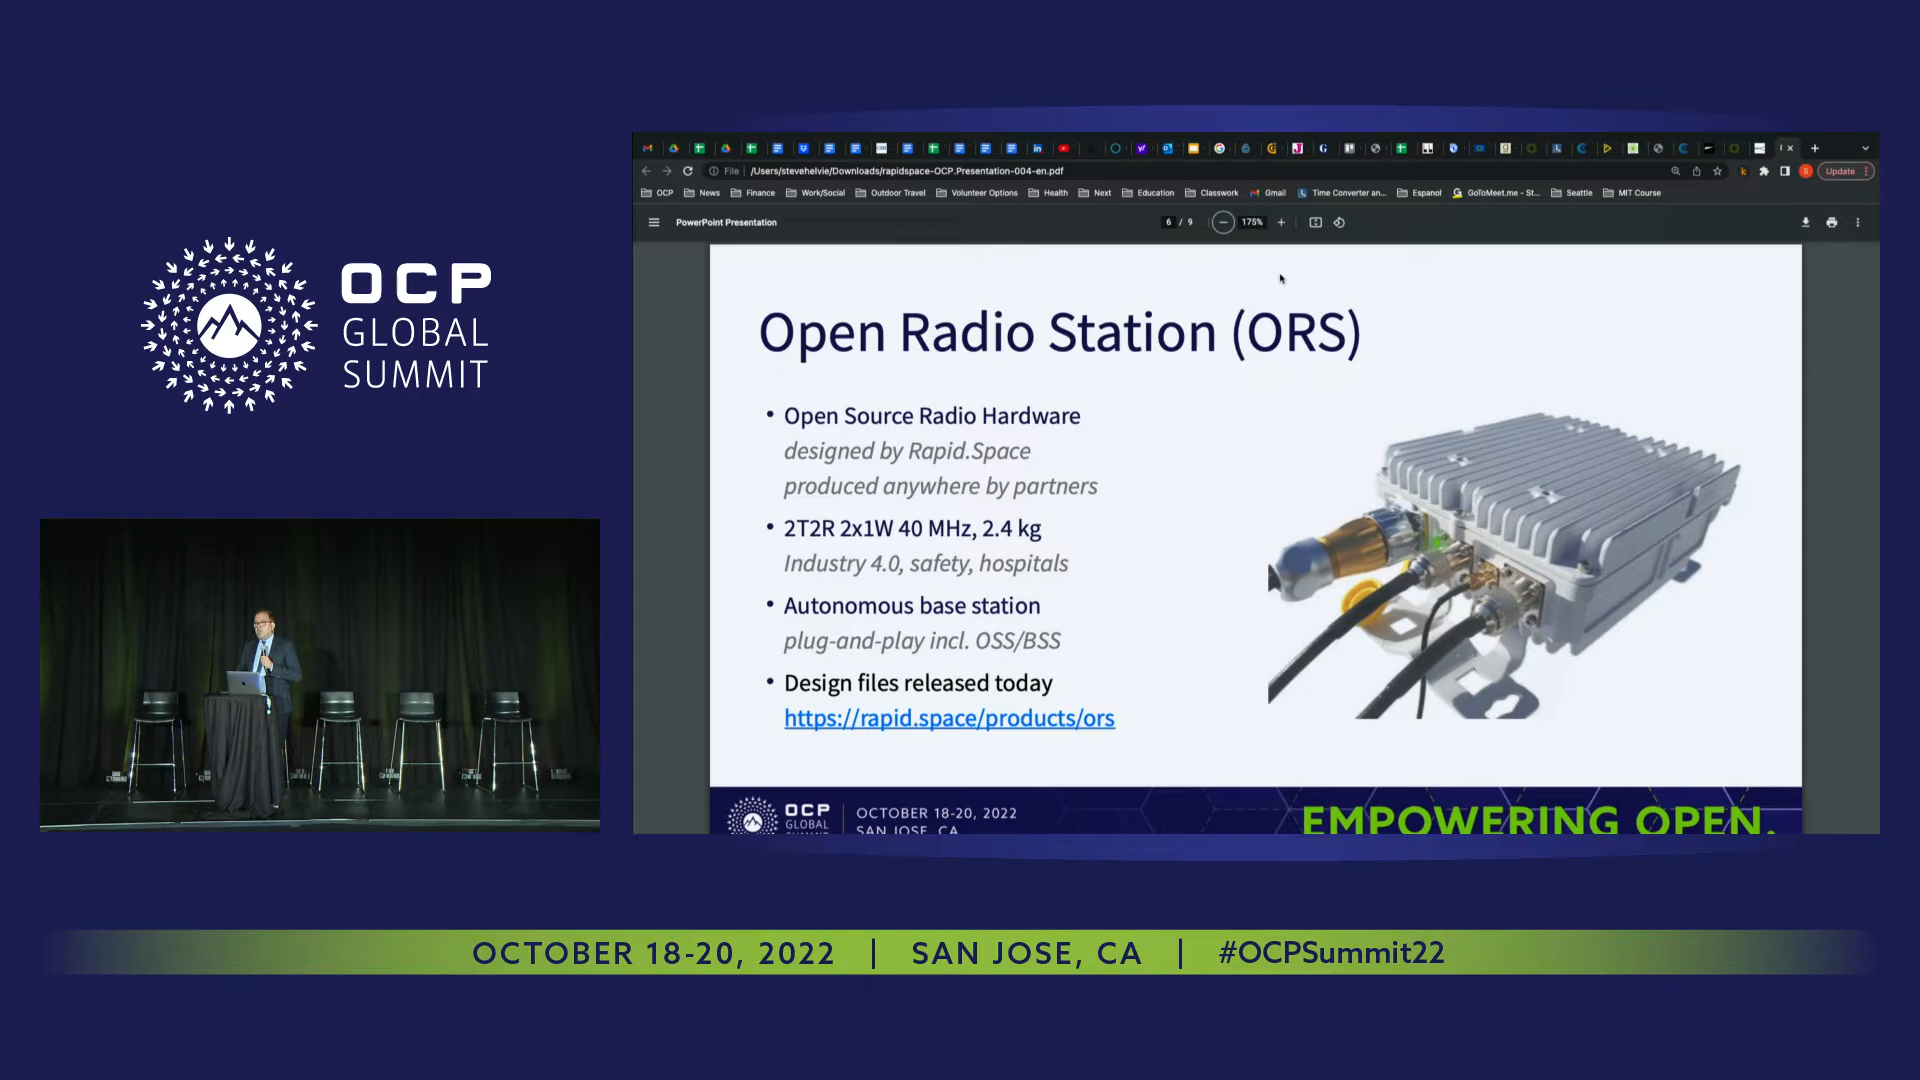 OCP
GLOBAL
SUMMIT
File | /Users/stevehelvie/Downloads/rapidspace-OCP.Presentation-004-en.pdf
Update
OCP News Finance Work/Social Outdoor Travel Volunteer Options Health Next Education Classwork Gmail Time Converter an... Espanol GoToMeet.me - St... Seattle MIT Course
PowerPoint Presentation
6 / 9
175%
Open Radio Station (ORS)
• Open Source Radio Hardware
designed by Rapid.Space
produced anywhere by partners
• 2T2R 2x1W 40 MHz, 2.4 kg
Industry 4.0, safety, hospitals
• Autonomous base station
plug-and-play incl. OSS/BSS
• Design files released today
https://rapid.space/products/ors
OCP
GLOBAL
OCTOBER 18-20, 2022
SAN JOSE, CA
EMPOWERING OPEN.
OCTOBER 18-20, 2022 | SAN JOSE, CA | #OCPSummit22